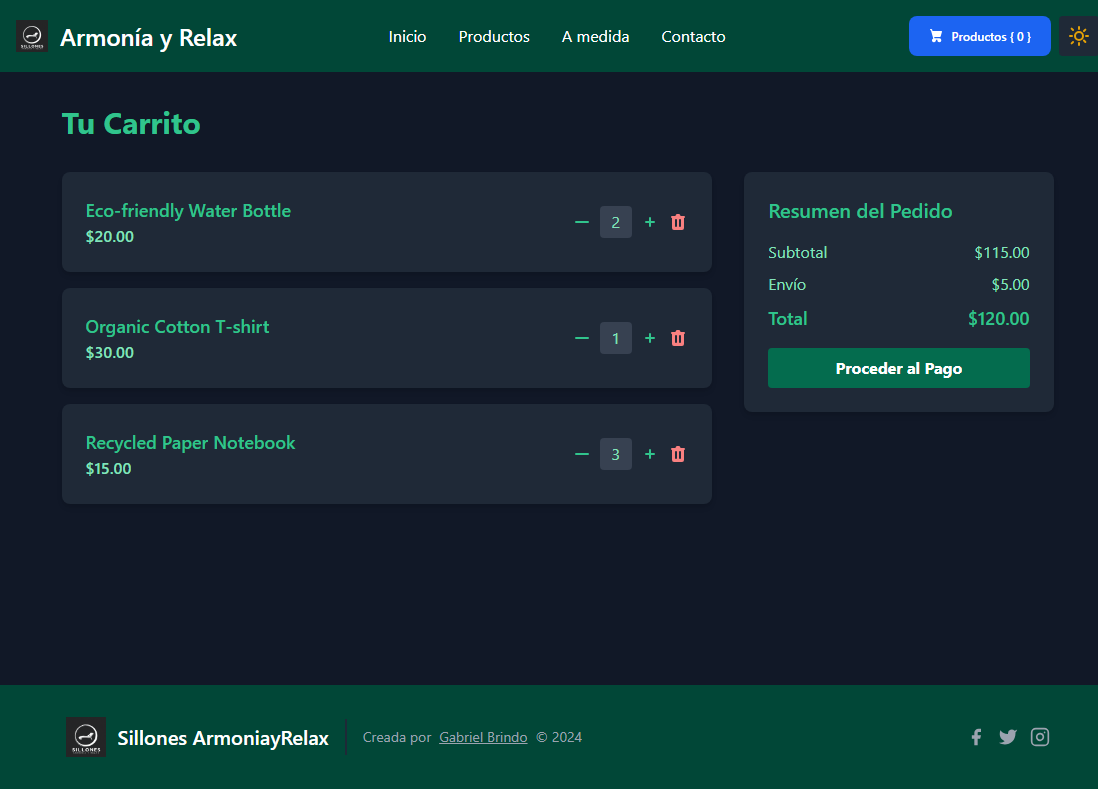 SILLONES
Armonía y Relax
Inicio
Productos
A medida
Contacto
Productos { 0 }
Tu Carrito
Eco-friendly Water Bottle
$20.00
2
Organic Cotton T-shirt
$30.00
1
Recycled Paper Notebook
$15.00
3
Resumen del Pedido
Subtotal $115.00
Envío $5.00
Total $120.00
Proceder al Pago
SILLONES
Sillones ArmoniayRelax
Creada por Gabriel Brindo © 2024